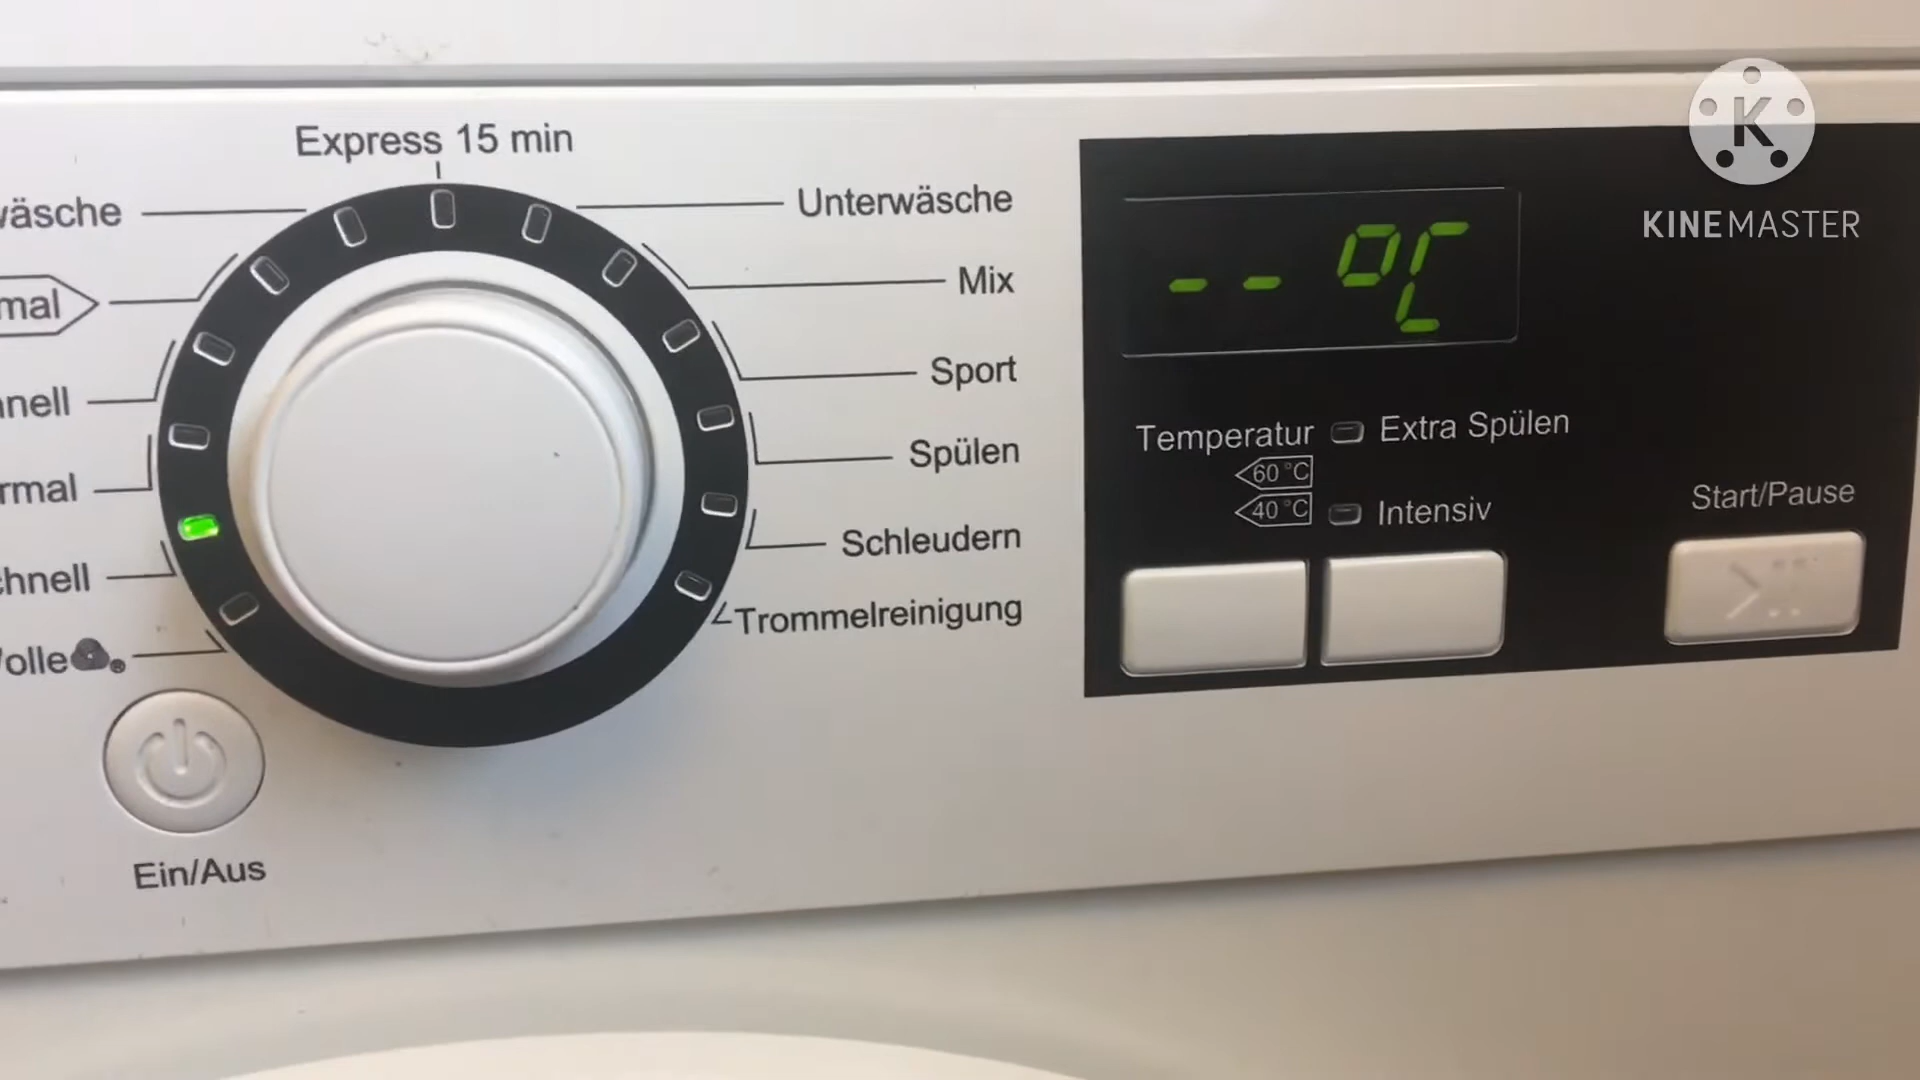 Express 15 min
wäsche
Unterwäsche
mal
Mix
nell
Sport
rmal
Spülen
hnell
Schleudern
olle
Trommelreinigung
Ein/Aus
-- °C
Temperatur
Extra Spülen
60 °C
40 °C
Intensiv
Start/Pause
K
KINEMASTER